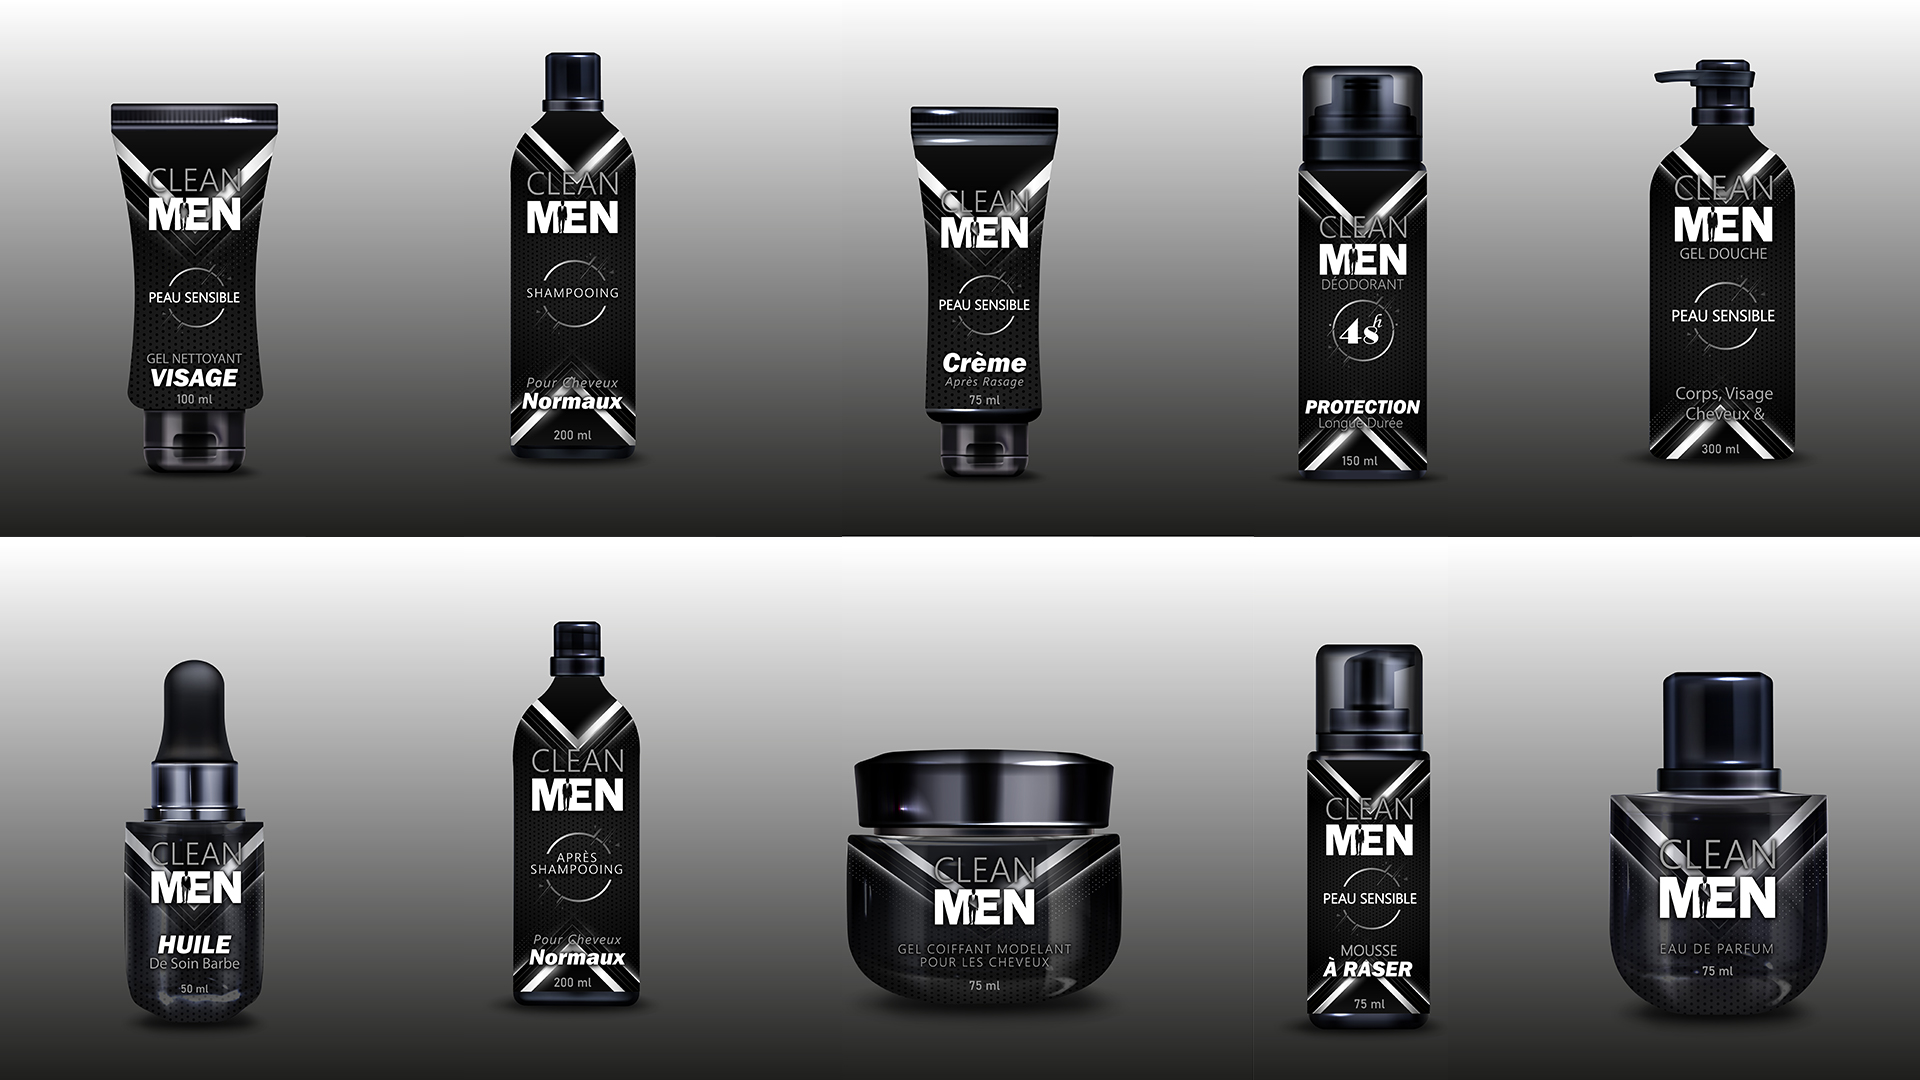 CLEAN
MEN
PEAU SENSIBLE
GEL NETTOYANT
VISAGE
100 ml
CLEAN
MEN
SHAMPOOING
Pour Cheveux
Normaux
200 ml
CLEAN
MEN
PEAU SENSIBLE
Crème
Après Rasage
75 ml
CLEAN
MEN
DÉODORANT
48h
PROTECTION
Longue Durée
150 ml
CLEAN
MEN
GEL DOUCHE
PEAU SENSIBLE
Corps, Visage
Cheveux &
300 ml
CLEAN
MEN
HUILE
De Soin Barbe
50 ml
CLEAN
MEN
APRÈS
SHAMPOOING
Pour Cheveux
Normaux
200 ml
CLEAN
MEN
GEL COIFFANT MODELANT
POUR LES CHEVEUX
75 ml
CLEAN
MEN
PEAU SENSIBLE
MOUSSE
À RASER
75 ml
CLEAN
MEN
EAU DE PARFUM
75 ml